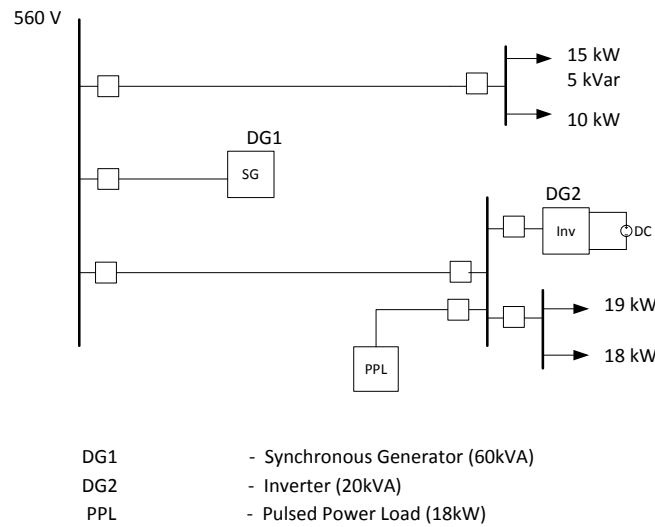 560 V
15 kW
5 kVar
10 kW
DG1
SG
DG2
Inv
DC
19 kW
18 kW
PPL
DG1 - Synchronous Generator (60kVA)
DG2 - Inverter (20kVA)
PPL - Pulsed Power Load (18kW)